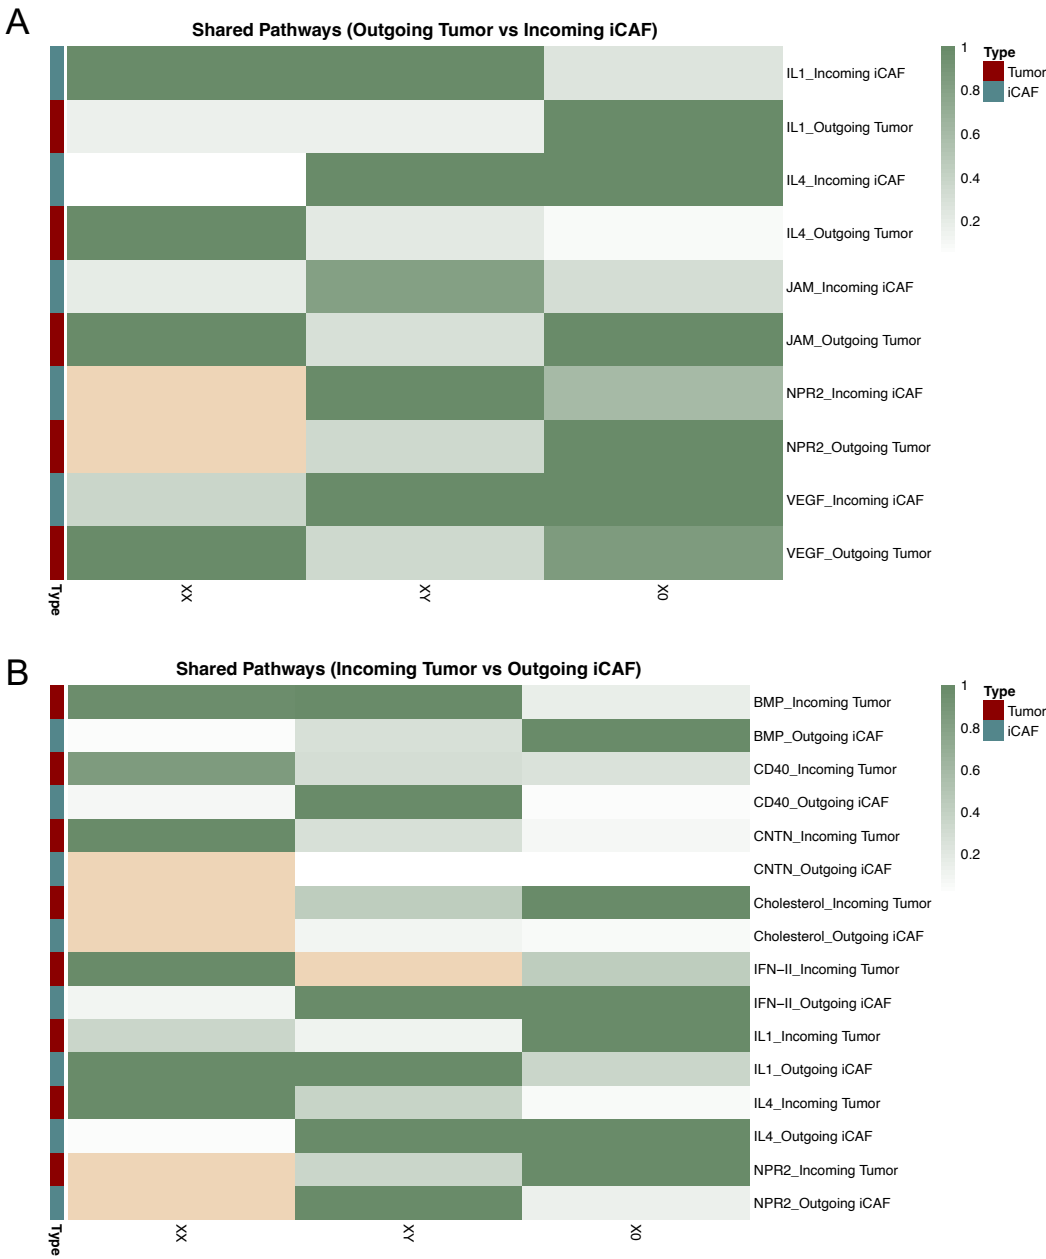 A
Shared Pathways (Outgoing Tumor vs Incoming iCAF)
IL1_Incoming iCAF
IL1_Outgoing Tumor
IL4_Incoming iCAF
IL4_Outgoing Tumor
JAM_Incoming iCAF
JAM_Outgoing Tumor
NPR2_Incoming iCAF
NPR2_Outgoing Tumor
VEGF_Incoming iCAF
VEGF_Outgoing Tumor
Type
XX
XY
X0
1
0.8
0.6
0.4
0.2
Type
Tumor
iCAF
B
Shared Pathways (Incoming Tumor vs Outgoing iCAF)
BMP_Incoming Tumor
BMP_Outgoing iCAF
CD40_Incoming Tumor
CD40_Outgoing iCAF
CNTN_Incoming Tumor
CNTN_Outgoing iCAF
Cholesterol_Incoming Tumor
Cholesterol_Outgoing iCAF
IFN−II_Incoming Tumor
IFN−II_Outgoing iCAF
IL1_Incoming Tumor
IL1_Outgoing iCAF
IL4_Incoming Tumor
IL4_Outgoing iCAF
NPR2_Incoming Tumor
NPR2_Outgoing iCAF
Type
XX
XY
X0
1
0.8
0.6
0.4
0.2
Type
Tumor
iCAF